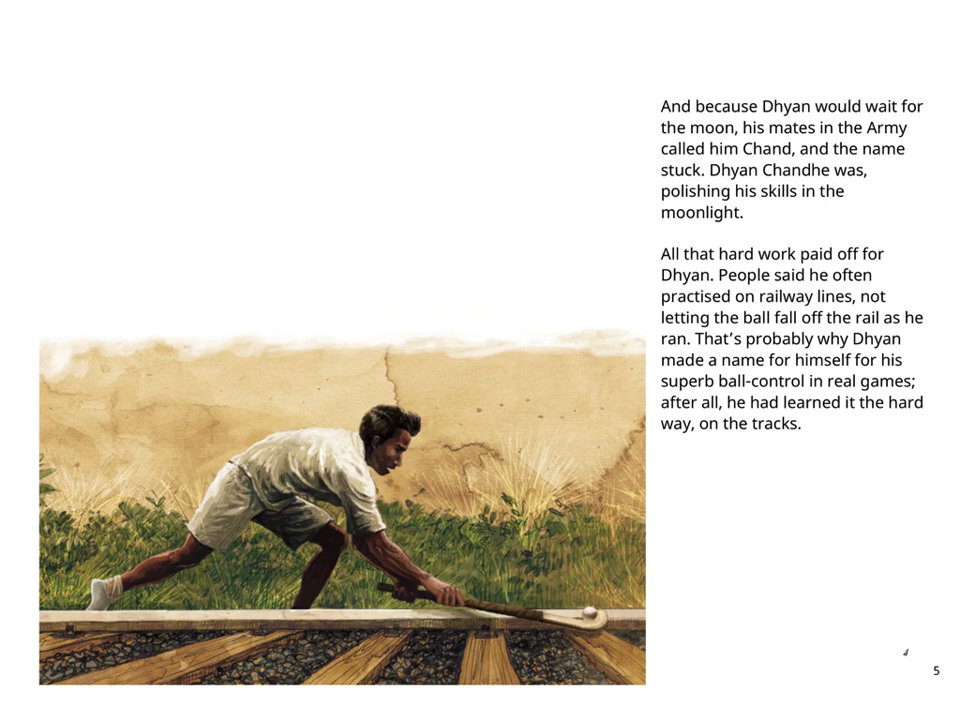 And because Dhyan would wait for
the moon, his mates in the Army
called him Chand, and the name
stuck. Dhyan Chandhe was,
polishing his skills in the
moonlight.
All that hard work paid off for
Dhyan. People said he often
practised on railway lines, not
letting the ball fall off the rail as he
ran. That’s probably why Dhyan
made a name for himself for his
superb ball-control in real games;
after all, he had learned it the hard
way, on the tracks.
4
5